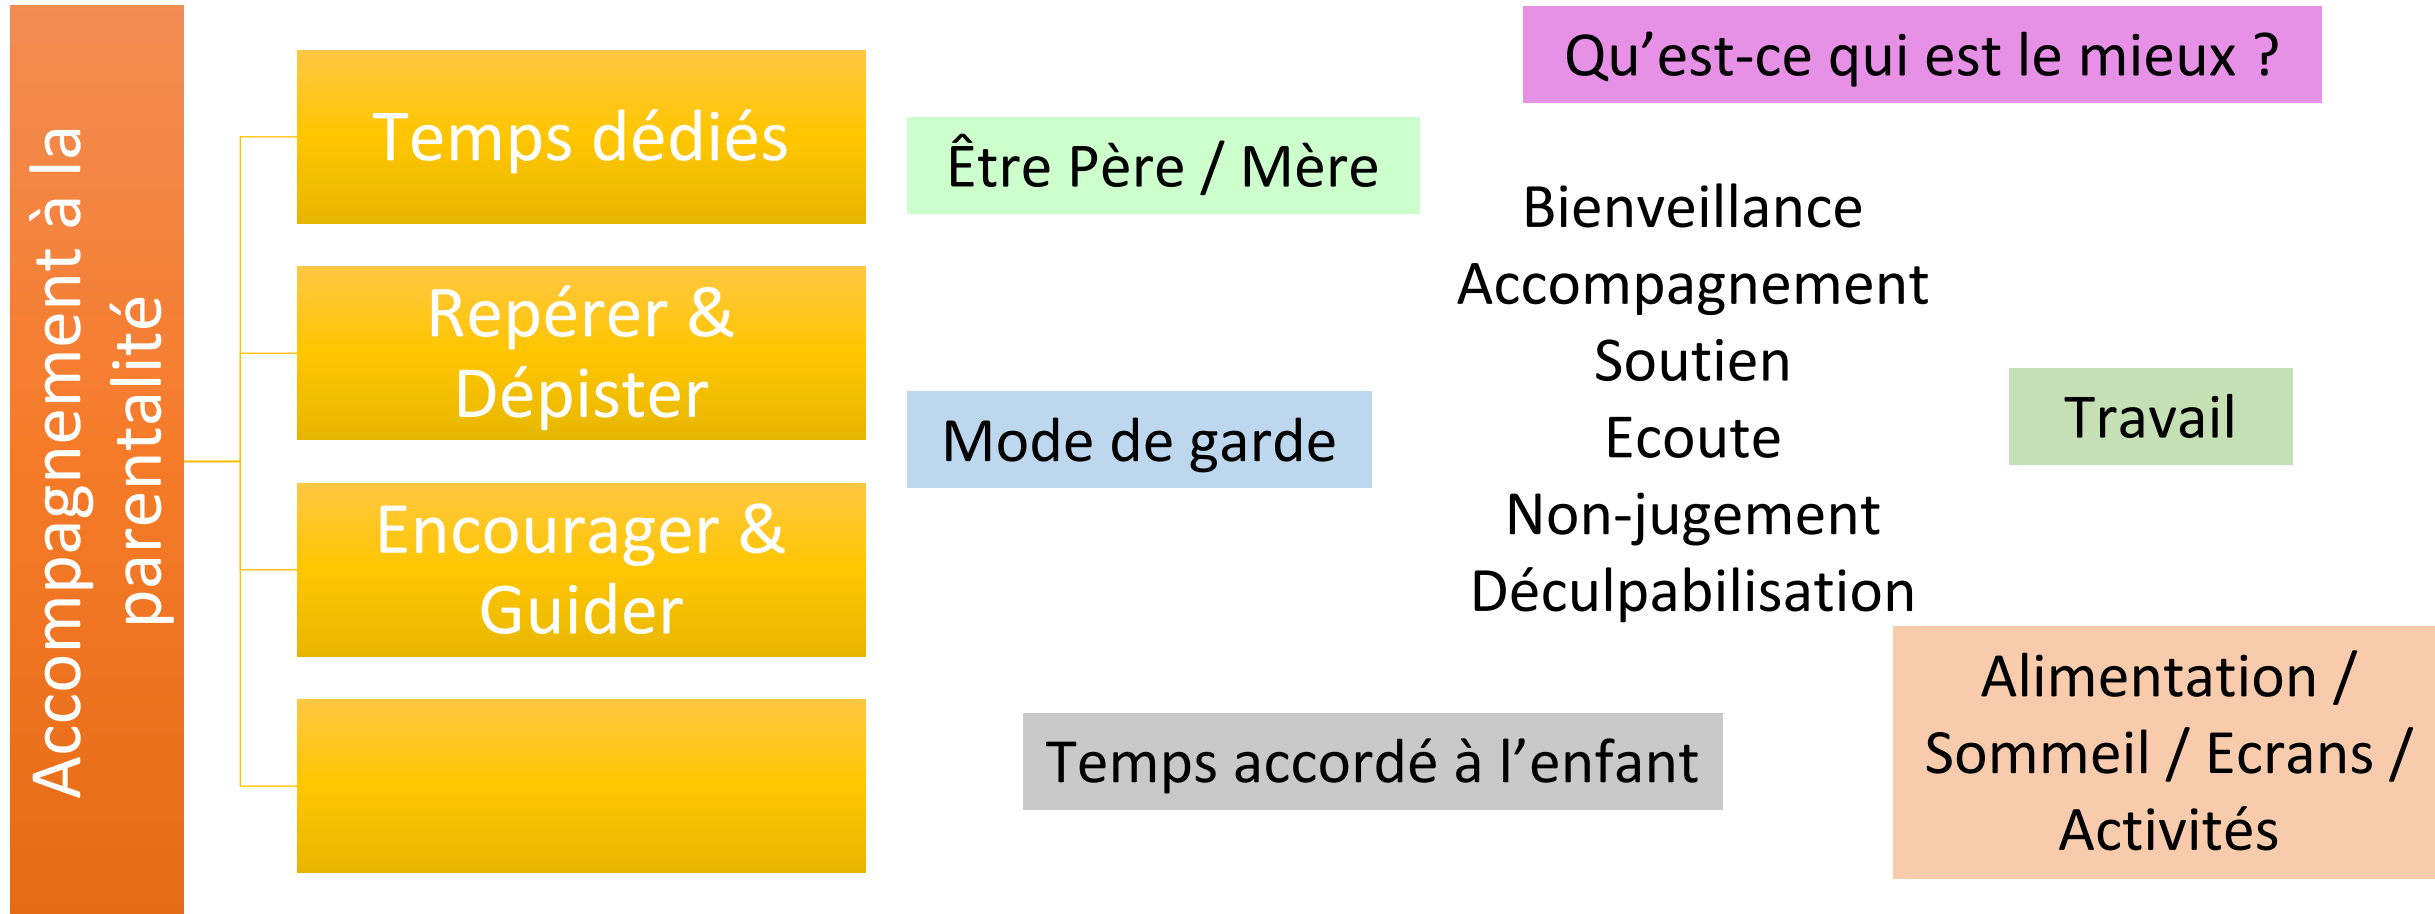 Accompagnement à la
parentalité
Temps dédiés
Repérer &
Dépister
Encourager &
Guider
Qu’est-ce qui est le mieux ?
Être Père / Mère
Bienveillance
Accompagnement
Soutien
Ecoute
Non-jugement
Déculpabilisation
Mode de garde
Travail
Temps accordé à l’enfant
Alimentation /
Sommeil / Ecrans /
Activités